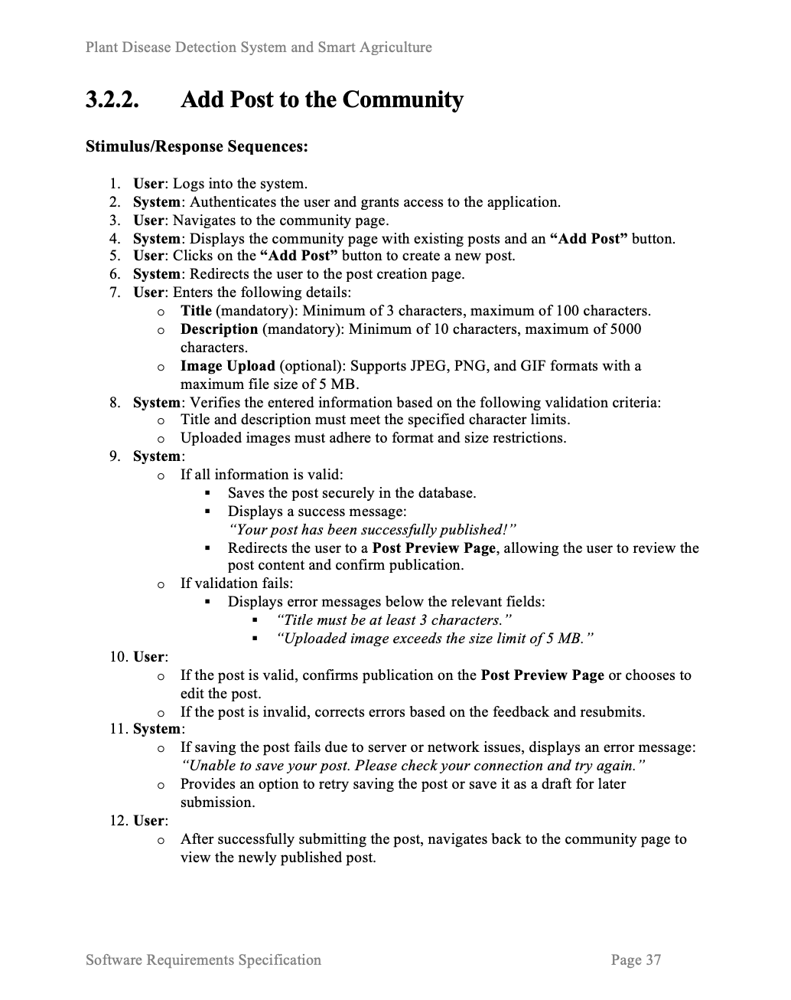 Plant Disease Detection System and Smart Agriculture
3.2.2. Add Post to the Community
Stimulus/Response Sequences:
1. User: Logs into the system.
2. System: Authenticates the user and grants access to the application.
3. User: Navigates to the community page.
4. System: Displays the community page with existing posts and an “Add Post” button.
5. User: Clicks on the “Add Post” button to create a new post.
6. System: Redirects the user to the post creation page.
7. User: Enters the following details:
o Title (mandatory): Minimum of 3 characters, maximum of 100 characters.
o Description (mandatory): Minimum of 10 characters, maximum of 5000
characters.
o Image Upload (optional): Supports JPEG, PNG, and GIF formats with a
maximum file size of 5 MB.
8. System: Verifies the entered information based on the following validation criteria:
o Title and description must meet the specified character limits.
o Uploaded images must adhere to format and size restrictions.
9. System:
o If all information is valid:
▪ Saves the post securely in the database.
▪ Displays a success message:
“Your post has been successfully published!”
▪ Redirects the user to a Post Preview Page, allowing the user to review the
post content and confirm publication.
o If validation fails:
▪ Displays error messages below the relevant fields:
▪ “Title must be at least 3 characters.”
▪ “Uploaded image exceeds the size limit of 5 MB.”
10. User:
o If the post is valid, confirms publication on the Post Preview Page or chooses to
edit the post.
o If the post is invalid, corrects errors based on the feedback and resubmits.
11. System:
o If saving the post fails due to server or network issues, displays an error message:
“Unable to save your post. Please check your connection and try again.”
o Provides an option to retry saving the post or save it as a draft for later
submission.
12. User:
o After successfully submitting the post, navigates back to the community page to
view the newly published post.
Software Requirements Specification Page 37